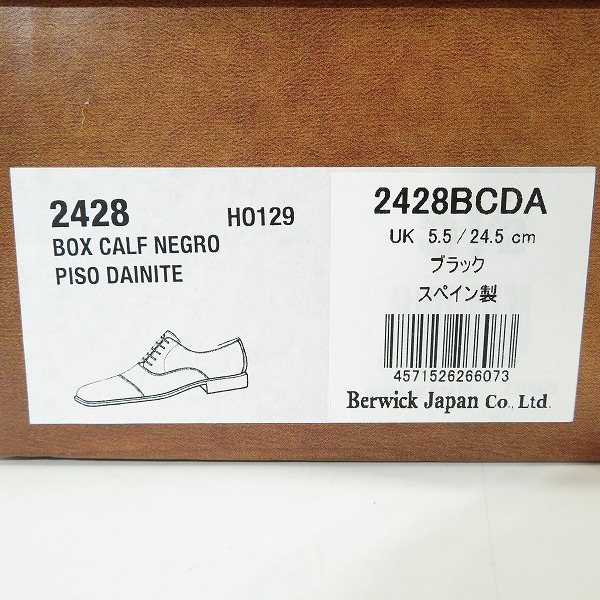 2428 HO129
BOX CALF NEGRO
PISO DAINITE
2428BCDA
UK 5.5/24.5 cm
ブラック
スペイン製
4571526266073
Berwick Japan Co., Ltd.